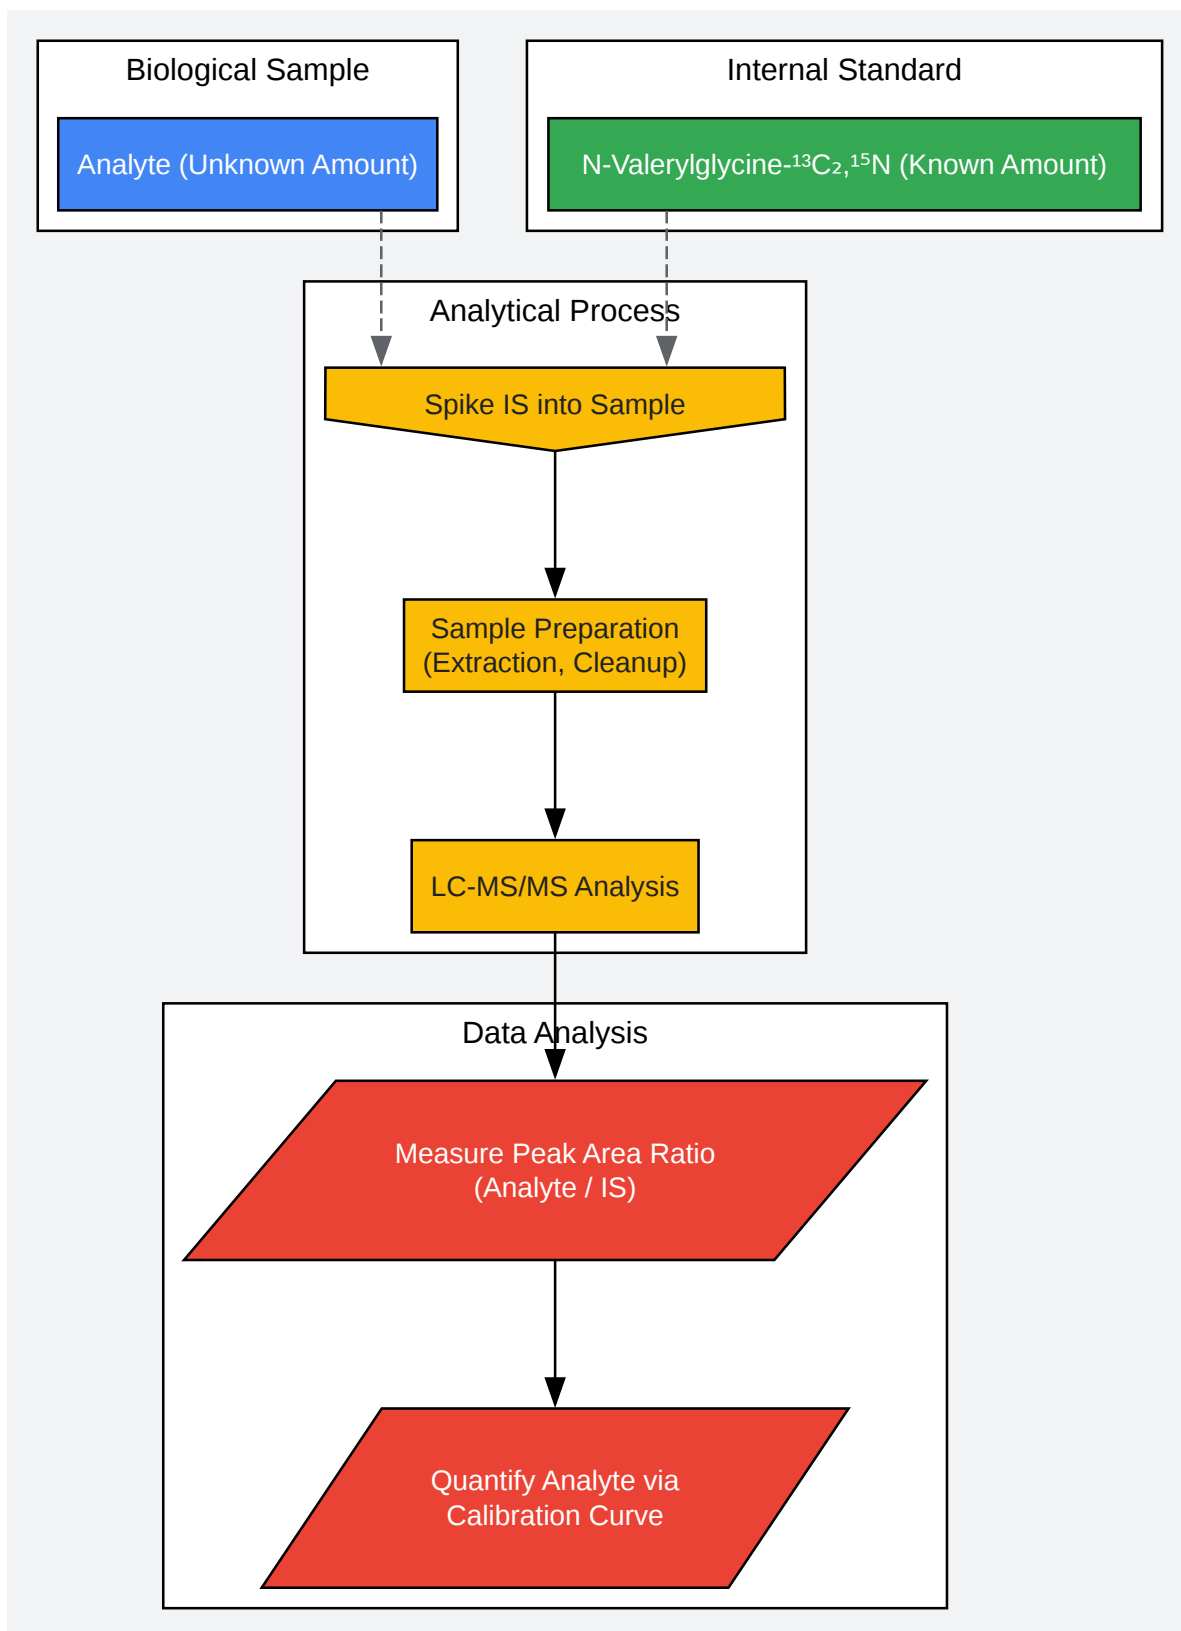 Biological Sample
Internal Standard
Analyte (Unknown Amount)
N-Valerylglycine-¹³C₂,¹⁵N (Known Amount)
Analytical Process
Spike IS into Sample
Sample Preparation
(Extraction, Cleanup)
LC-MS/MS Analysis
Data Analysis
Measure Peak Area Ratio
(Analyte / IS)
Quantify Analyte via
Calibration Curve